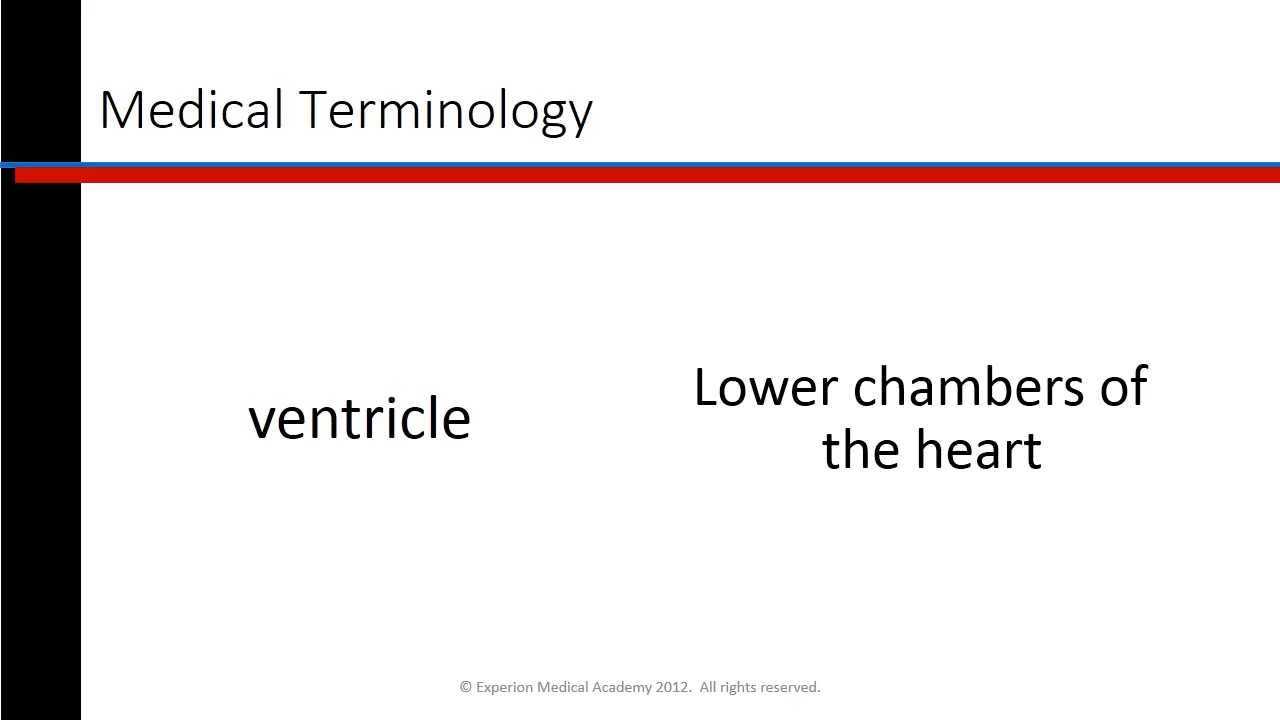 Medical Terminology
ventricle
Lower chambers of
the heart
© Experion Medical Academy 2012.  All rights reserved.